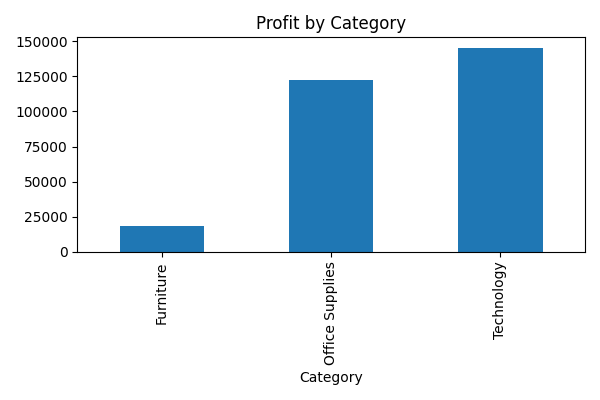 Profit by Category
150000
125000
100000
75000
50000
25000
0
Furniture
Office Supplies
Technology
Category